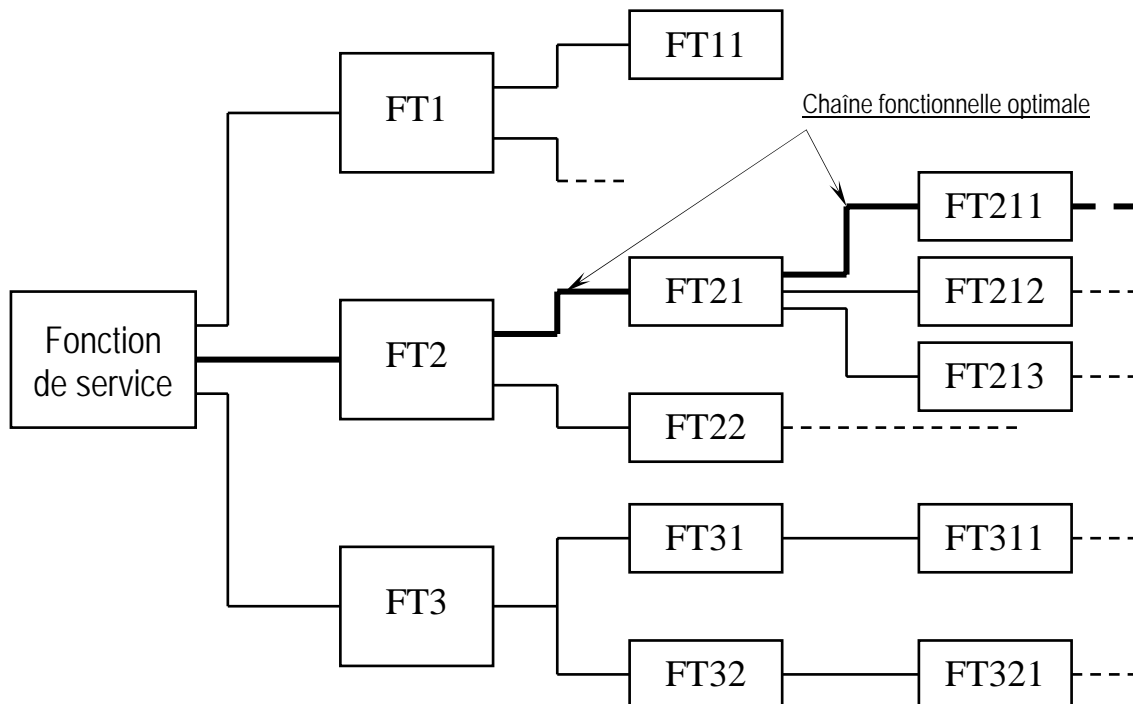 FT11
FT1
Chaîne fonctionnelle optimale
FT211
FT21
FT212
Fonction
de service
FT2
FT213
FT22
FT31
FT311
FT3
FT32
FT321